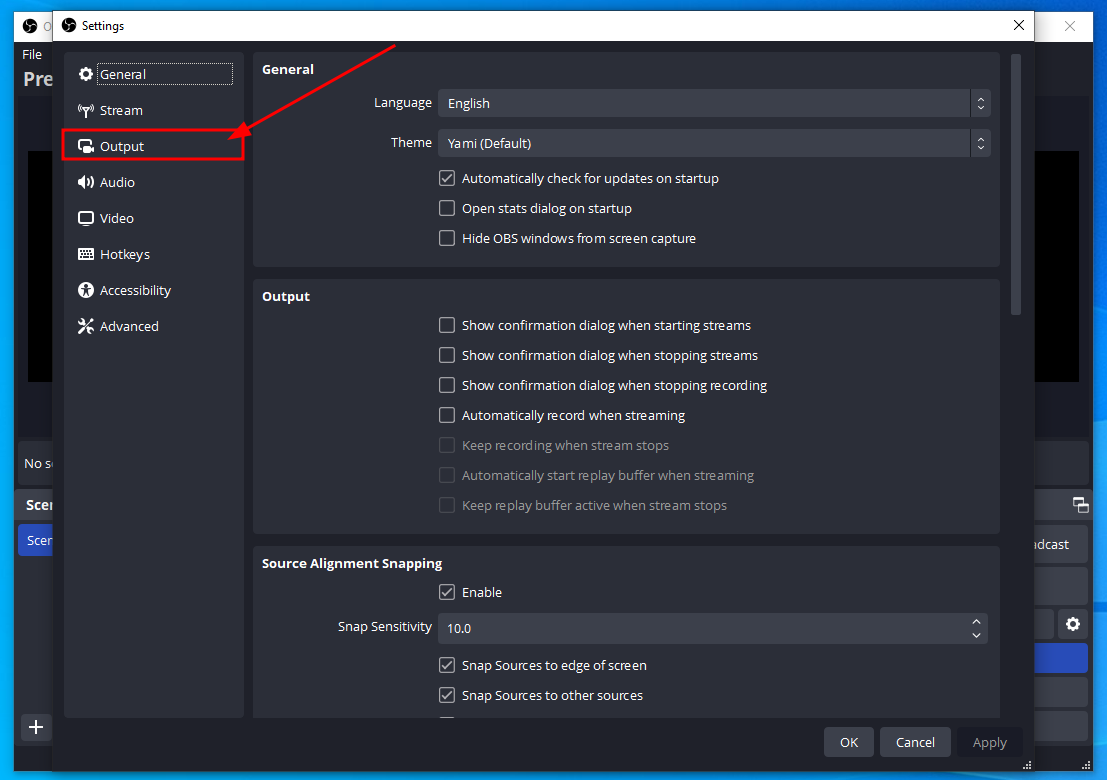 Settings
File
General
Stream
Output
Audio
Video
Hotkeys
Accessibility
Advanced
General
Language English
Theme Yami (Default)
Automatically check for updates on startup
Open stats dialog on startup
Hide OBS windows from screen capture
Output
Show confirmation dialog when starting streams
Show confirmation dialog when stopping streams
Show confirmation dialog when stopping recording
Automatically record when streaming
Keep recording when stream stops
Automatically start replay buffer when streaming
Keep replay buffer active when stream stops
Source Alignment Snapping
Enable
Snap Sensitivity 10.0
Snap Sources to edge of screen
Snap Sources to other sources
OK Cancel Apply
Pre
No s
Scen
Scen
adcast